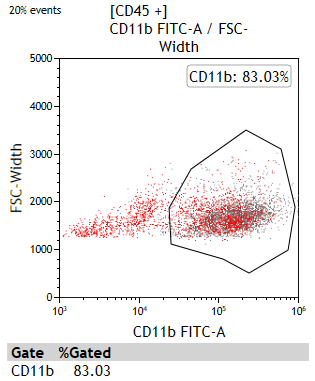 20% events
[CD45 +]
CD11b FITC-A / FSC-
Width
CD11b: 83.03%
5000
4000
3000
2000
1000
0
FSC-Width
10³ 10⁴ 10⁵ 10⁶
CD11b FITC-A
Gate %Gated
CD11b 83.03